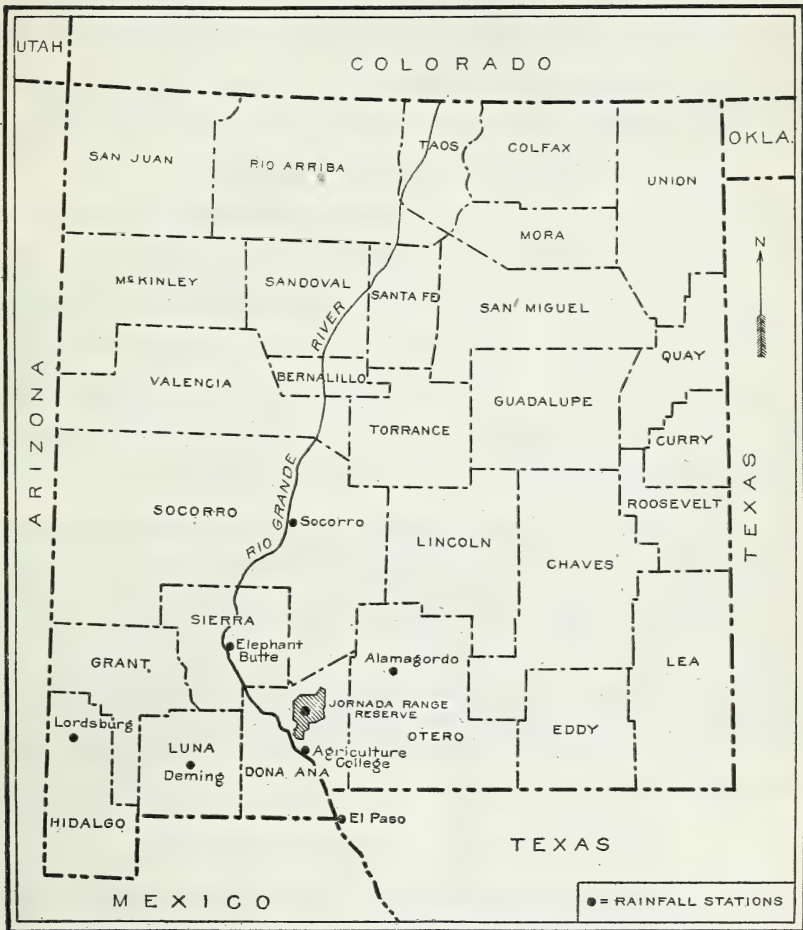 UTAH
COLORADO
OKLA.
SAN JUAN
RIO ARRIBA
TAOS
COLFAX
UNION
MORA
N
McKINLEY
SANDOVAL
SANTA FE
SAN MIGUEL
RIVER
QUAY
ARIZONA
VALENCIA
BERNALILLO
GUADALUPE
TORRANCE
CURRY
TEXAS
ROOSEVELT
SOCORRO
RIO GRANDE
Socorro
LINCOLN
CHAVES
SIERRA
Elephant
Butte
GRANT
Alamagordo
LEA
JORNADA RANGE
RESERVE
Lordsburg
OTERO
EDDY
LUNA
Deming
Agriculture
College
DONA ANA
El Paso
HIDALGO
TEXAS
MEXICO
= RAINFALL STATIONS